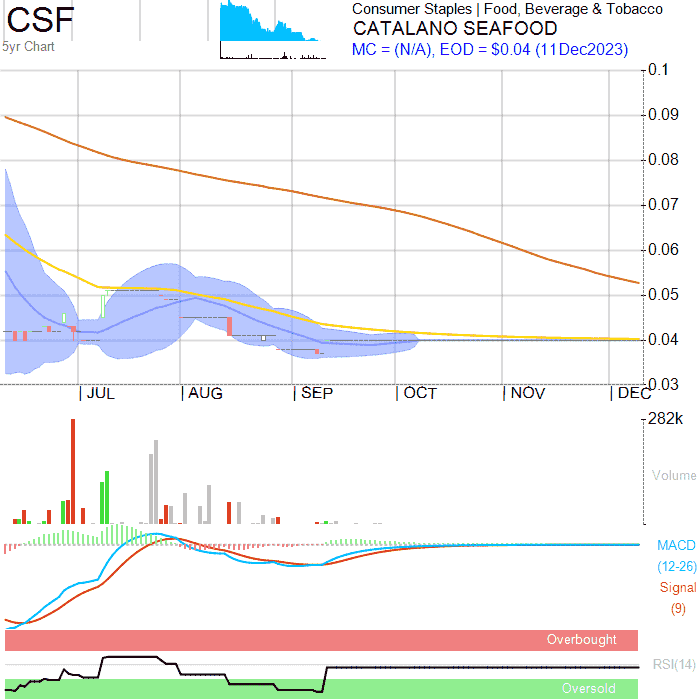 CSF
5yr Chart
Consumer Staples | Food, Beverage & Tobacco
CATALANO SEAFOOD
MC = (N/A), EOD = $0.04 (11Dec2023)
0.1
0.09
0.08
0.07
0.06
0.05
0.04
0.03
JUL
AUG
SEP
OCT
NOV
DEC
282k
Volume
MACD
(12-26)
Signal
(9)
Overbought
RSI(14)
Oversold